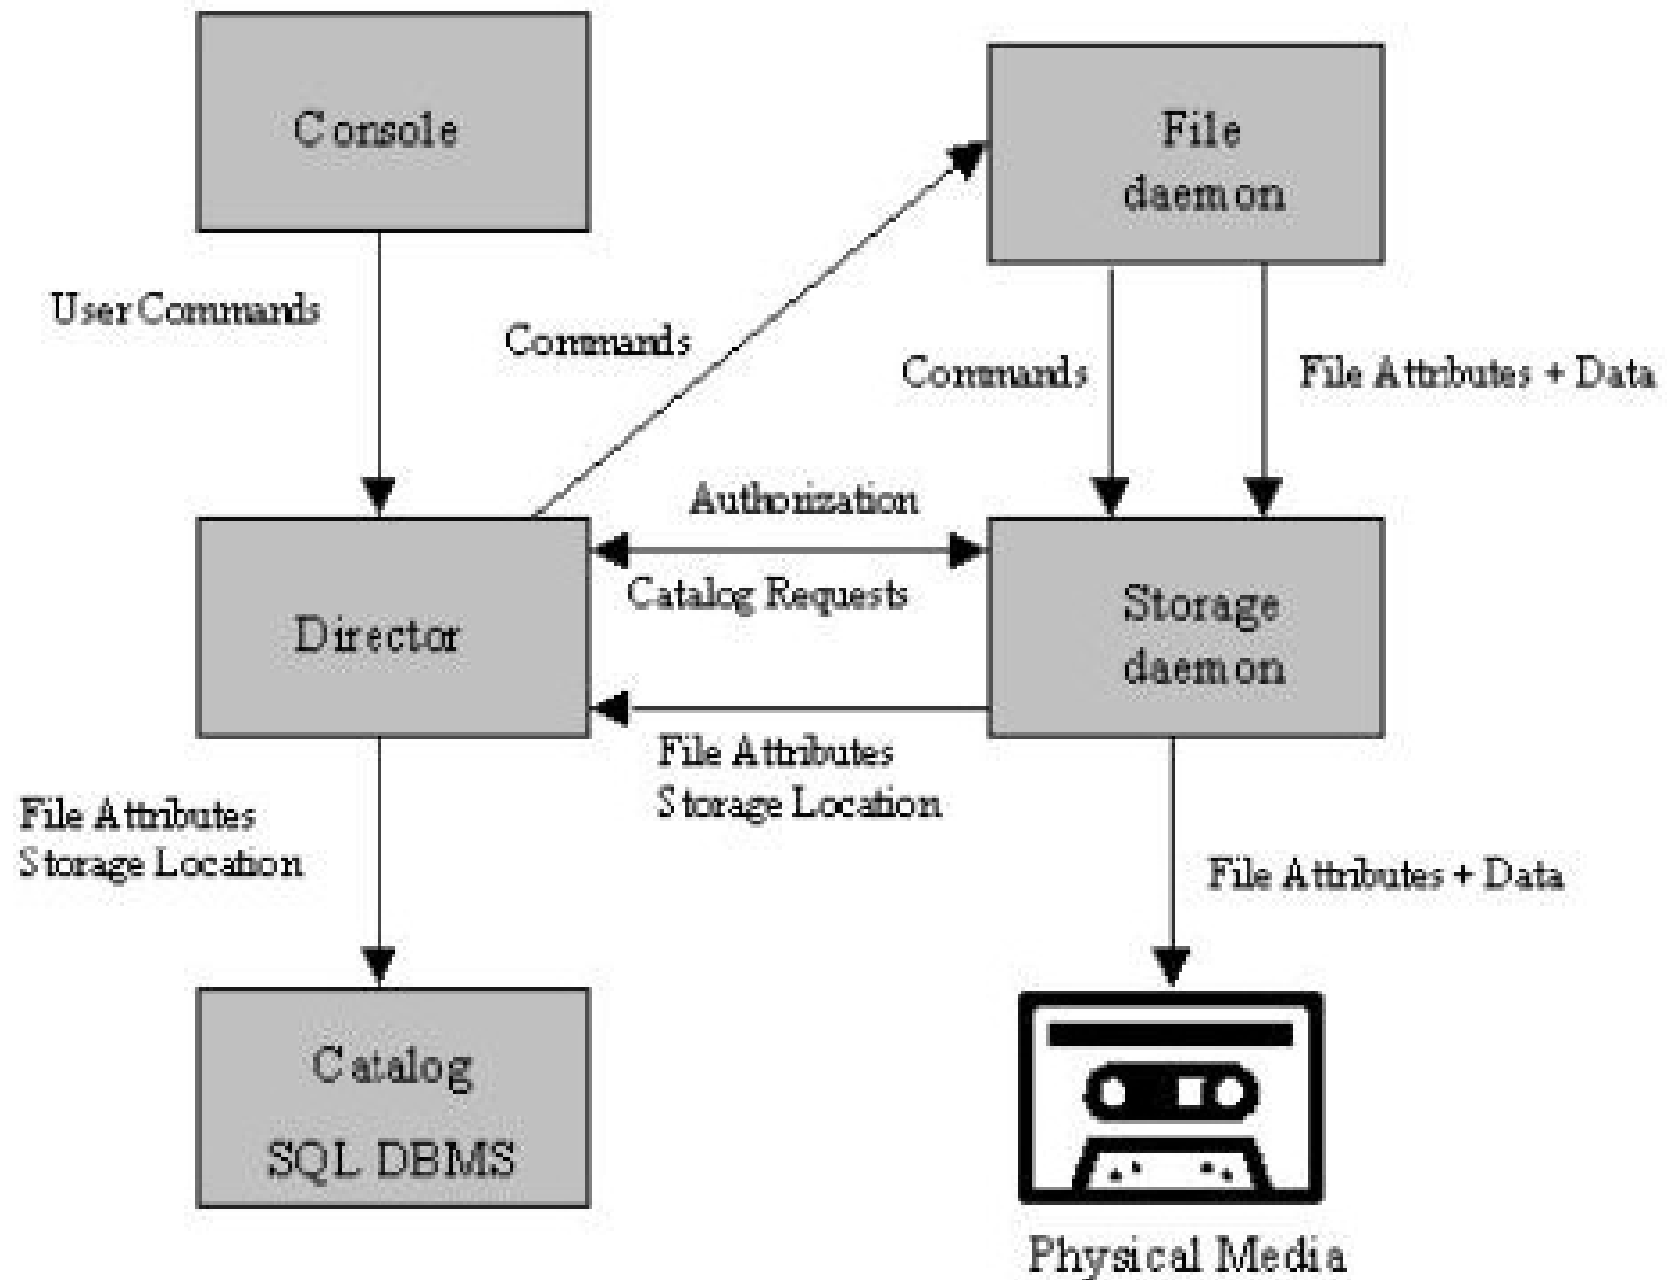 Console
File
daemon
User Commands
Commands
Commands
File Attributes + Data
Authorization
Catalog Requests
Director
Storage
daemon
File Attributes
Storage Location
File Attributes
Storage Location
File Attributes + Data
Catalog
SQL DBMS
Physical Media